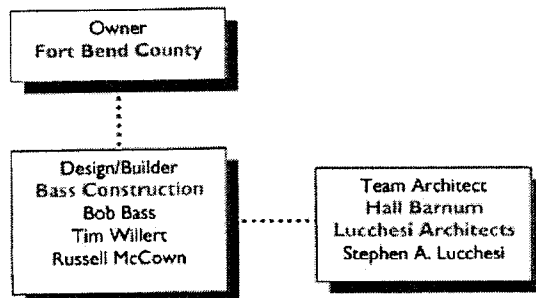 Owner
Fort Bend County
Design/Builder
Bass Construction
Bob Bass
Tim Willert
Russell McCown
Team Architect
Hall Barnum
Lucchesi Architects
Stephen A. Lucchesi